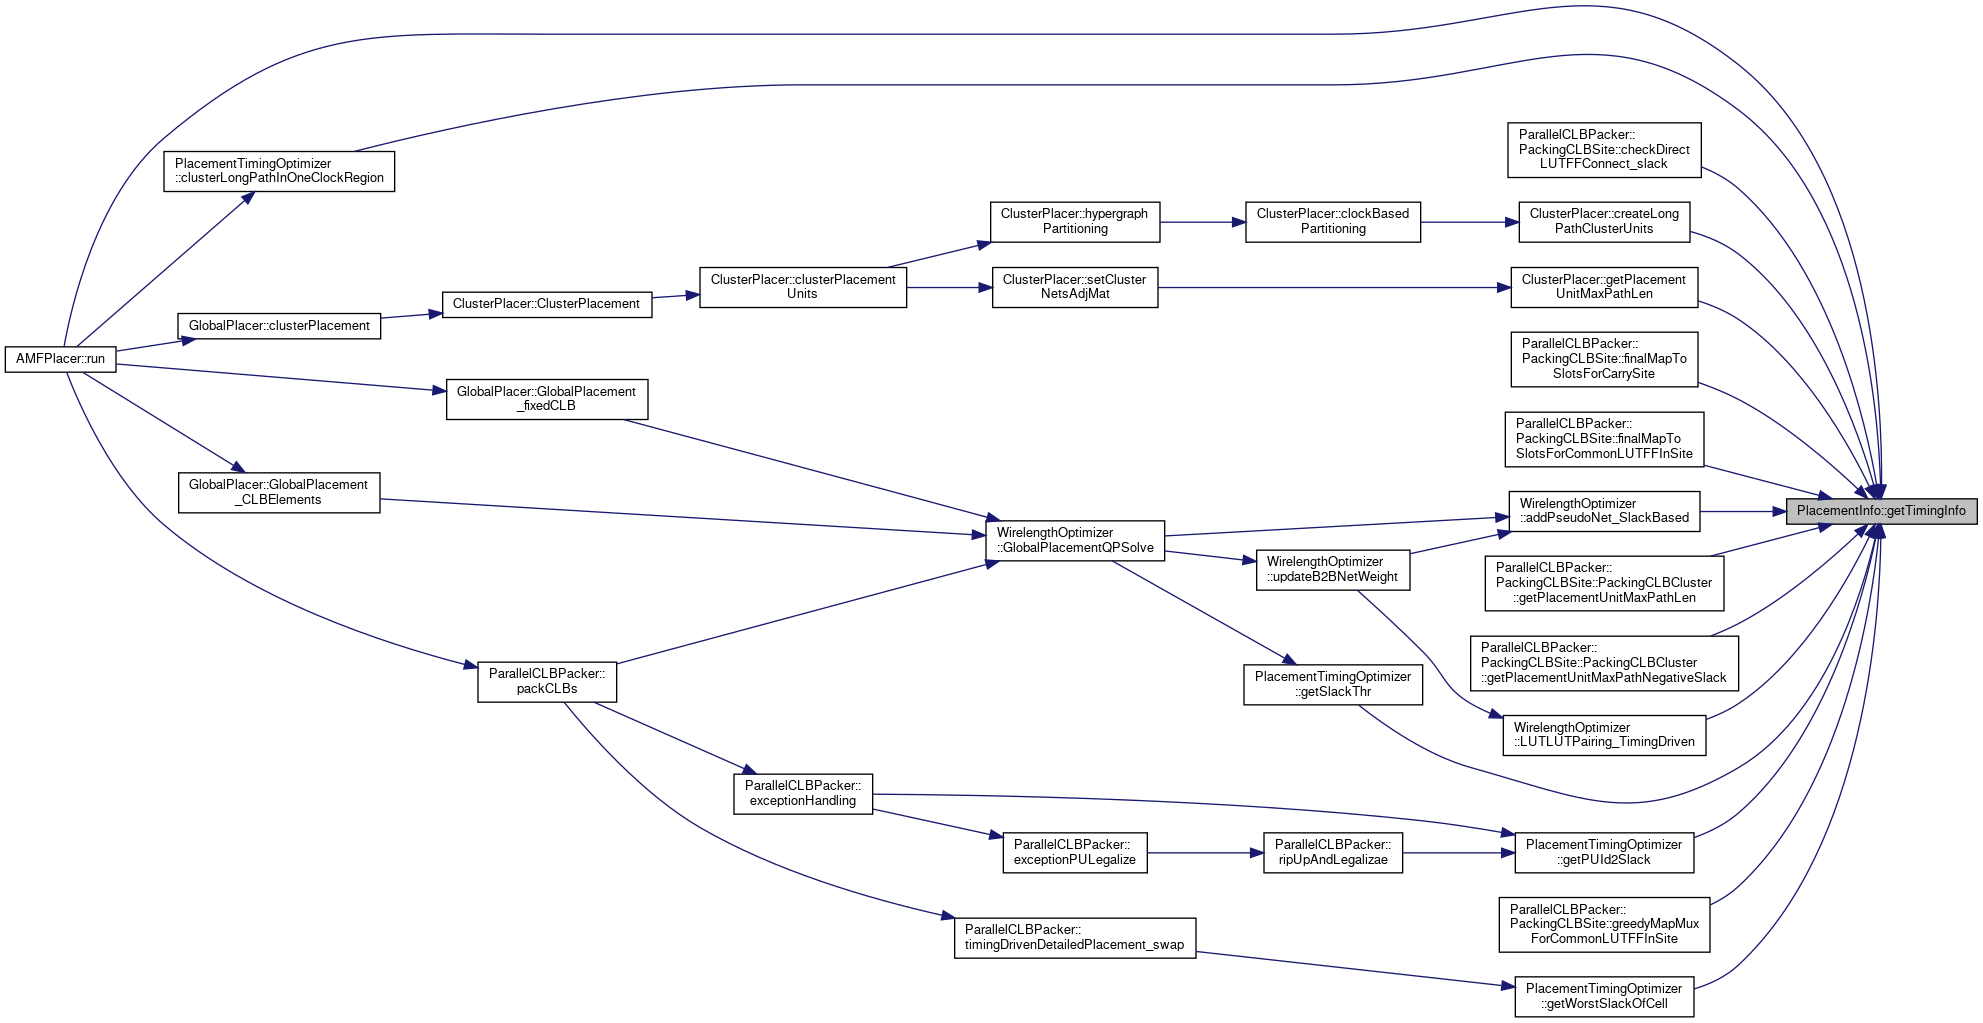 PlacementTimingOptimizer
::clusterLongPathInOneClockRegion
ParallelCLBPacker::
PackingCLBSite::checkDirect
LUTFFConnect_slack
ClusterPlacer::hypergraph
Partitioning
ClusterPlacer::clockBased
Partitioning
ClusterPlacer::createLong
PathClusterUnits
ClusterPlacer::clusterPlacement
Units
ClusterPlacer::setCluster
NetsAdjMat
ClusterPlacer::getPlacement
UnitMaxPathLen
ClusterPlacer::ClusterPlacement
GlobalPlacer::clusterPlacement
AMFPlacer::run
ParallelCLBPacker::
PackingCLBSite::finalMapTo
SlotsForCarrySite
GlobalPlacer::GlobalPlacement
_fixedCLB
ParallelCLBPacker::
PackingCLBSite::finalMapTo
SlotsForCommonLUTFFInSite
GlobalPlacer::GlobalPlacement
_CLBElements
WirelengthOptimizer
::addPseudoNet_SlackBased
PlacementInfo::getTimingInfo
WirelengthOptimizer
::GlobalPlacementQPSolve
WirelengthOptimizer
::updateB2BNetWeight
ParallelCLBPacker::
PackingCLBSite::PackingCLBCluster
::getPlacementUnitMaxPathLen
ParallelCLBPacker::
PackingCLBSite::PackingCLBCluster
::getPlacementUnitMaxPathNegativeSlack
ParallelCLBPacker::
packCLBs
PlacementTimingOptimizer
::getSlackThr
WirelengthOptimizer
::LUTLUTPairing_TimingDriven
ParallelCLBPacker::
exceptionHandling
ParallelCLBPacker::
exceptionPULegalize
ParallelCLBPacker::
ripUpAndLegalizae
PlacementTimingOptimizer
::getPUId2Slack
ParallelCLBPacker::
PackingCLBSite::greedyMapMux
ForCommonLUTFFInSite
ParallelCLBPacker::
timingDrivenDetailedPlacement_swap
PlacementTimingOptimizer
::getWorstSlackOfCell